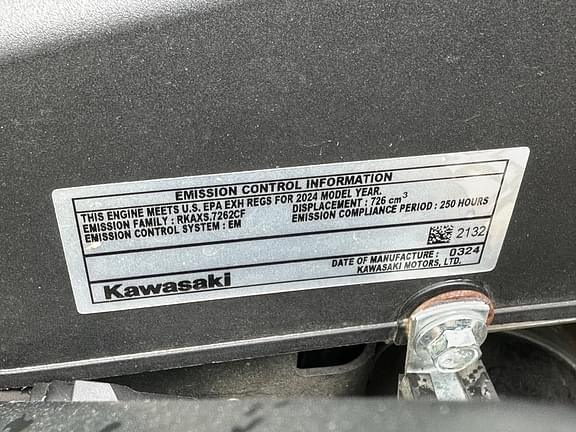 EMISSION CONTROL INFORMATION
THIS ENGINE MEETS U.S. EPA EXH REGS FOR 2024 MODEL YEAR.
EMISSION FAMILY : RKAXS.7262CF DISPLACEMENT : 726 cm³
EMISSION CONTROL SYSTEM : EM EMISSION COMPLIANCE PERIOD : 250 HOURS
2132
DATE OF MANUFACTURE : 0324
Kawasaki KAWASAKI MOTORS, LTD.